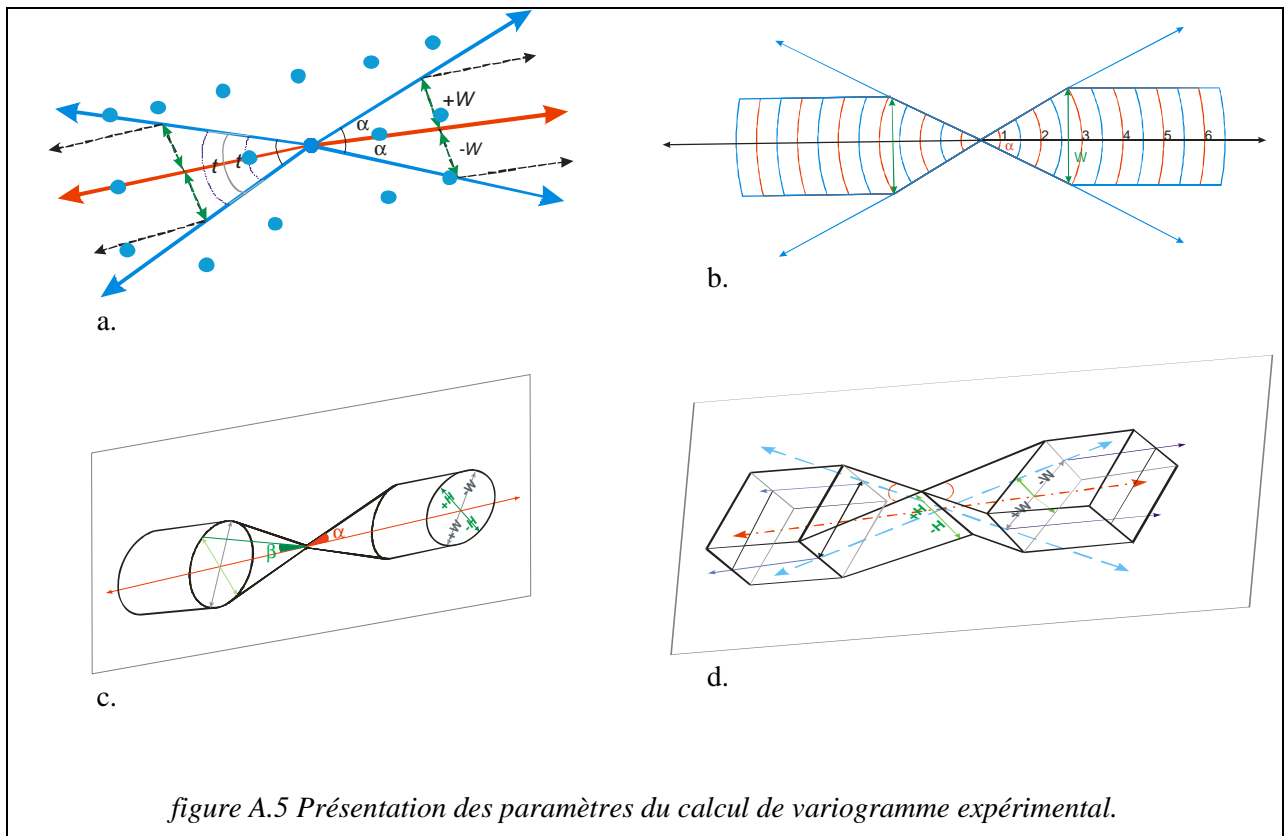 +W
α
α
-W
t
t
a.
1 2 3 4 5 6
α
W
b.
β
α
+H
-W
+W
-H
c.
+H
-H
-W
+W
d.
figure A.5 Présentation des paramètres du calcul de variogramme expérimental.